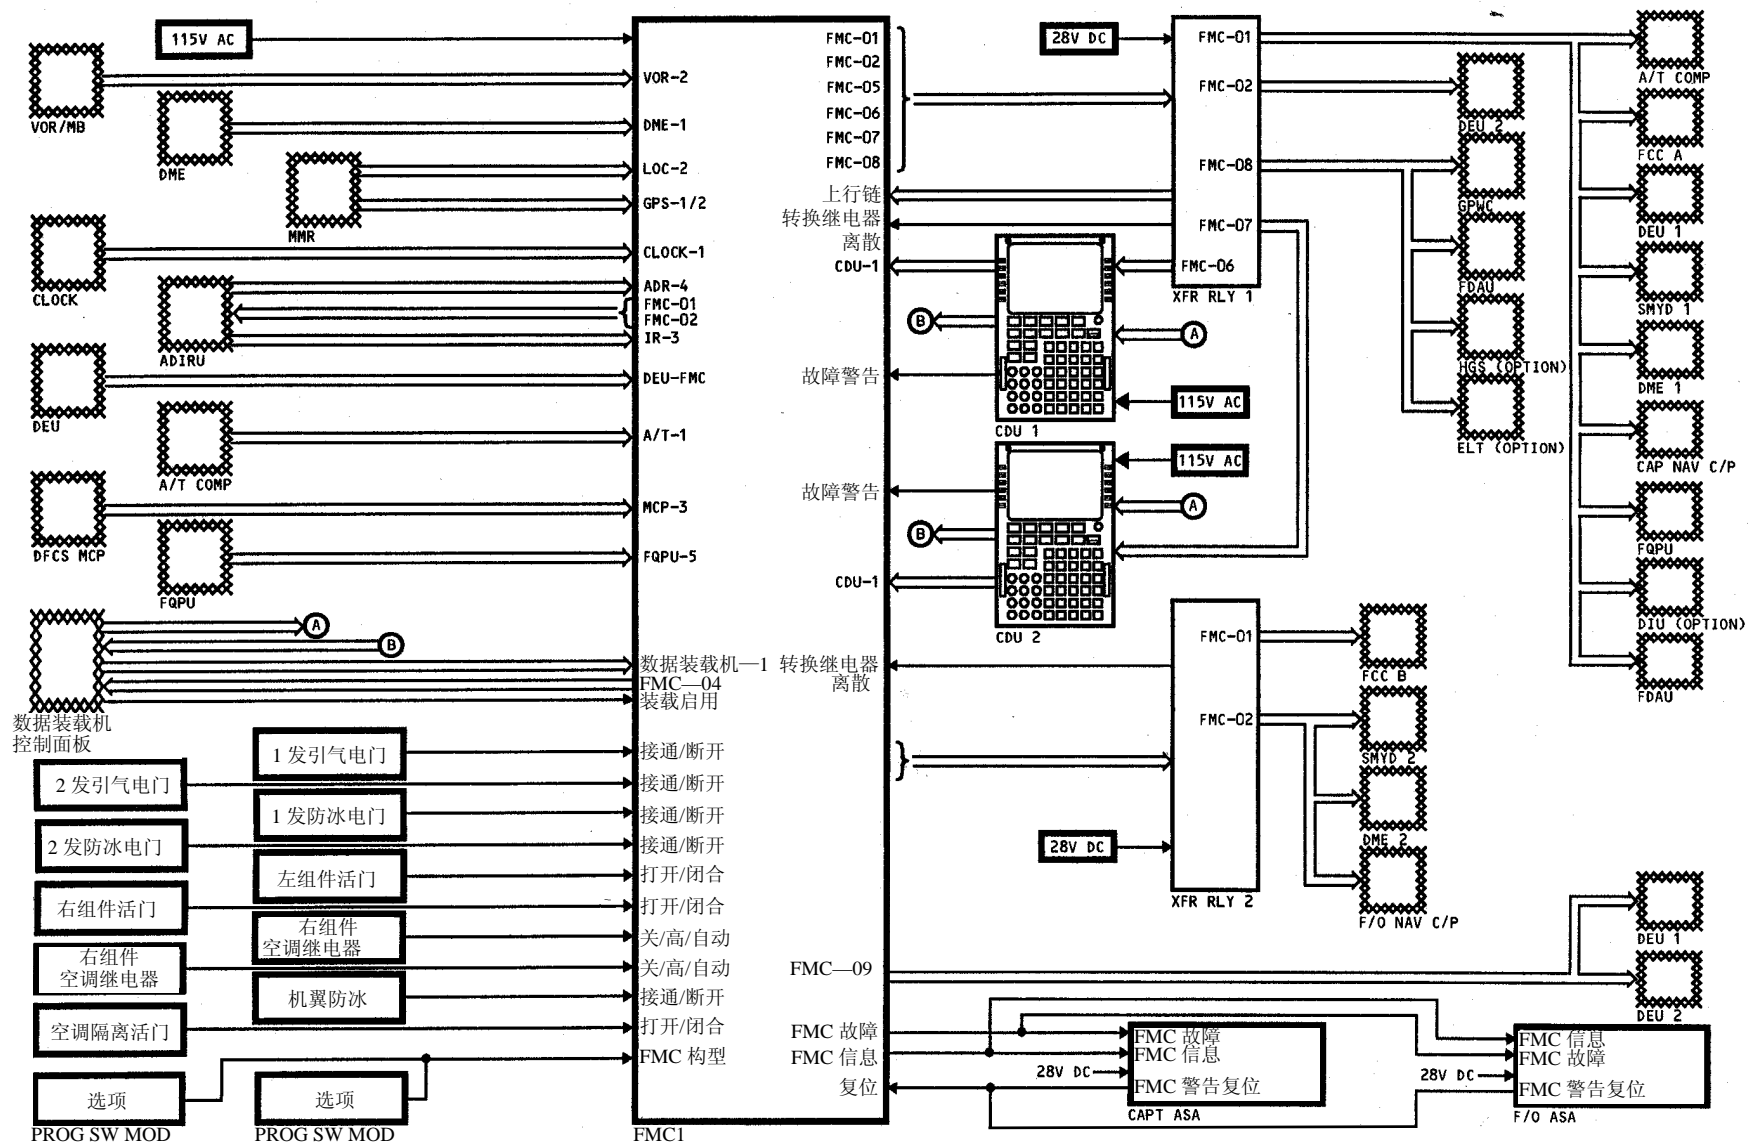 115V AC
VOR/MB
DME
MMR
CLOCK
ADIRU
DEU
A/T COMP
DFCS MCP
FQPU
A
B
数据装载机
控制面板
1 发引气电门
2 发引气电门
1 发防冰电门
2 发防冰电门
左组件活门
右组件活门
右组件
空调继电器
右组件
空调继电器
机翼防冰
空调隔离活门
选项
选项
PROG SW MOD
PROG SW MOD
VOR-2
DME-1
LOC-2
GPS-1/2
CLOCK-1
ADR-4
FMC-01
FMC-02
IR-3
DEU-FMC
A/T-1
MCP-3
FQPU-5
数据装载机—1
FMC—04
装载启用
接通/断开
接通/断开
接通/断开
接通/断开
打开/闭合
打开/闭合
关/高/自动
关/高/自动
接通/断开
打开/闭合
FMC 构型
FMC-01
FMC-02
FMC-05
FMC-06
FMC-07
FMC-08
上行链
转换继电器
离散
CDU-1
故障警告
故障警告
CDU-1
转换继电器
离散
FMC—09
FMC 故障
FMC 信息
复位
FMC1
28V DC
FMC-01
FMC-02
FMC-08
FMC-07
FMC-06
XFR RLY 1
B
A
115V AC
CDU 1
115V AC
A
B
CDU 2
FMC-01
FMC-02
28V DC
XFR RLY 2
DEU 2
GPWC
FDAU
HGS (OPTION)
ELT (OPTION)
A/T COMP
FCC A
DEU 1
SMYD 1
DME 1
CAP NAV C/P
FQPU
DIU (OPTION)
FDAU
FCC B
SMYD 2
DME 2
F/O NAV C/P
DEU 1
DEU 2
FMC 故障
FMC 信息
28V DC
FMC 警告复位
CAPT ASA
FMC 信息
FMC 故障
28V DC
FMC 警告复位
F/O ASA